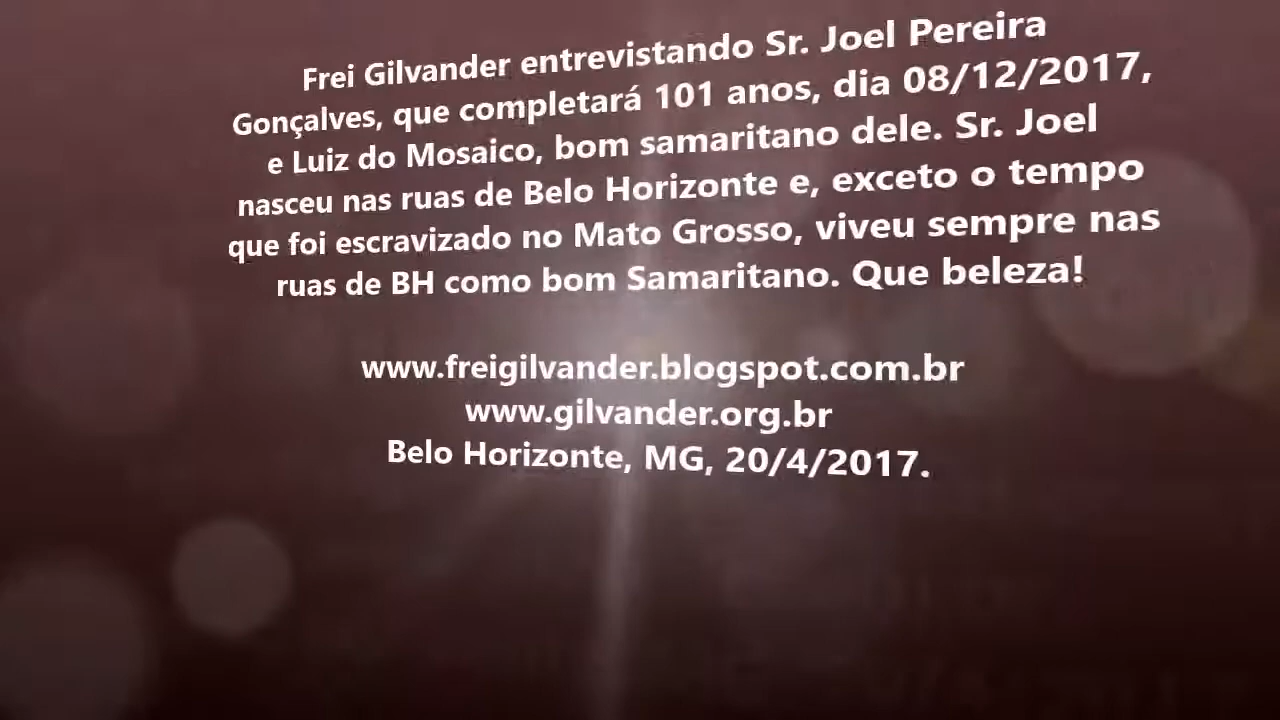 Frei Gilvander entrevistando Sr. Joel Pereira
Gonçalves, que completará 101 anos, dia 08/12/2017,
e Luiz do Mosaico, bom samaritano dele. Sr. Joel
nasceu nas ruas de Belo Horizonte e, exceto o tempo
que foi escravizado no Mato Grosso, viveu sempre nas
ruas de BH como bom Samaritano. Que beleza!
www.freigilvander.blogspot.com.br
www.gilvander.org.br
Belo Horizonte, MG, 20/4/2017.